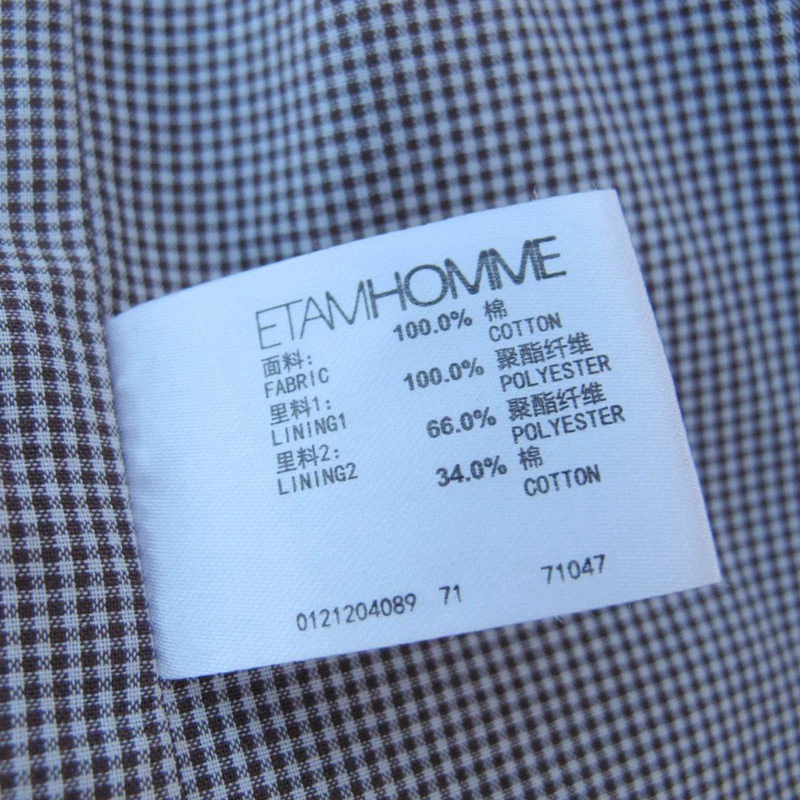 ETAMHOMME
面料: 100.0% 棉
FABRIC COTTON
里料1: 100.0% 聚酯纤维
LINING1 POLYESTER
里料2: 66.0% 聚酯纤维
LINING2 POLYESTER
34.0% 棉
COTTON
0121204089 71 71047